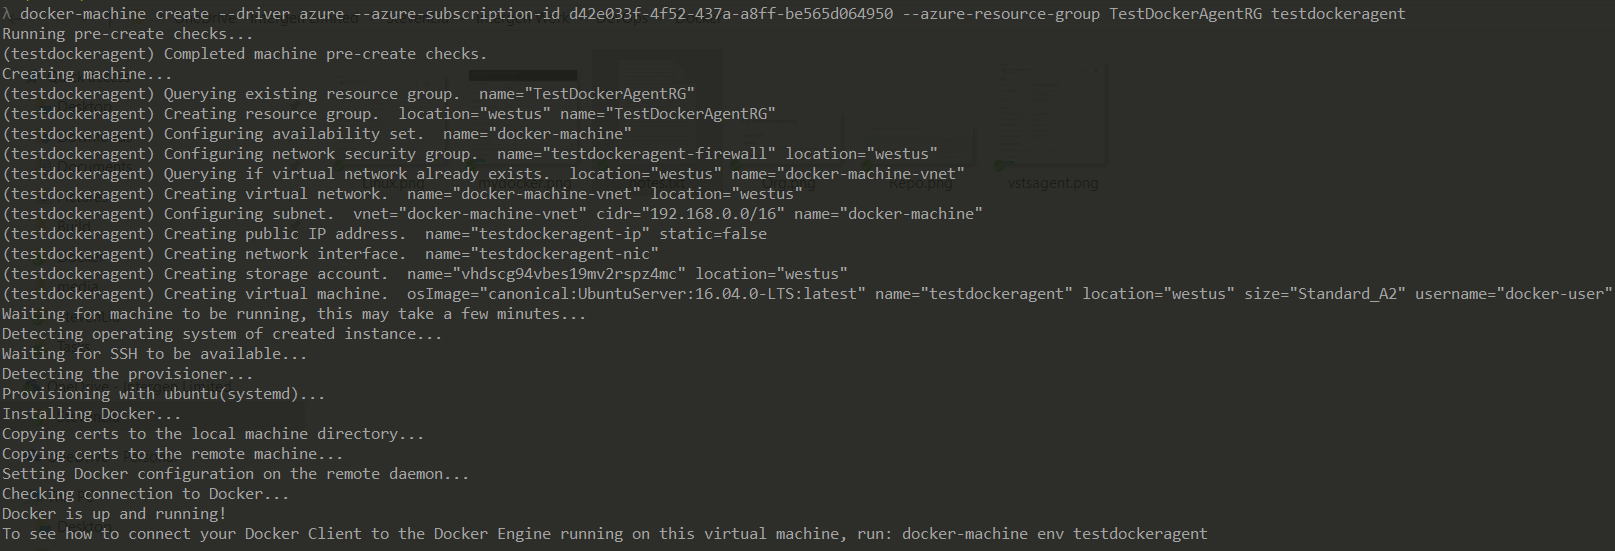 λ docker-machine create --driver azure --azure-subscription-id d42e033f-4f52-437a-a8ff-be565d064950 --azure-resource-group TestDockerAgentRG testdockeragent
Running pre-create checks...
(testdockeragent) Completed machine pre-create checks.
Creating machine...
(testdockeragent) Querying existing resource group.  name="TestDockerAgentRG"
(testdockeragent) Creating resource group.  location="westus" name="TestDockerAgentRG"
(testdockeragent) Configuring availability set.  name="docker-machine"
(testdockeragent) Configuring network security group.  name="testdockeragent-firewall" location="westus"
(testdockeragent) Querying if virtual network already exists.  location="westus" name="docker-machine-vnet"
(testdockeragent) Creating virtual network.  name="docker-machine-vnet" location="westus"
(testdockeragent) Configuring subnet.  vnet="docker-machine-vnet" cidr="192.168.0.0/16" name="docker-machine"
(testdockeragent) Creating public IP address.  name="testdockeragent-ip" static=false
(testdockeragent) Creating network interface.  name="testdockeragent-nic"
(testdockeragent) Creating storage account.  name="vhdscg94vbes19mv2rspz4mc" location="westus"
(testdockeragent) Creating virtual machine.  osImage="canonical:UbuntuServer:16.04.0-LTS:latest" name="testdockeragent" location="westus" size="Standard_A2" username="docker-user"
Waiting for machine to be running, this may take a few minutes...
Detecting operating system of created instance...
Waiting for SSH to be available...
Detecting the provisioner...
Provisioning with ubuntu(systemd)...
Installing Docker...
Copying certs to the local machine directory...
Copying certs to the remote machine...
Setting Docker configuration on the remote daemon...
Checking connection to Docker...
Docker is up and running!
To see how to connect your Docker Client to the Docker Engine running on this virtual machine, run: docker-machine env testdockeragent
Repo.png
vstsagent.png